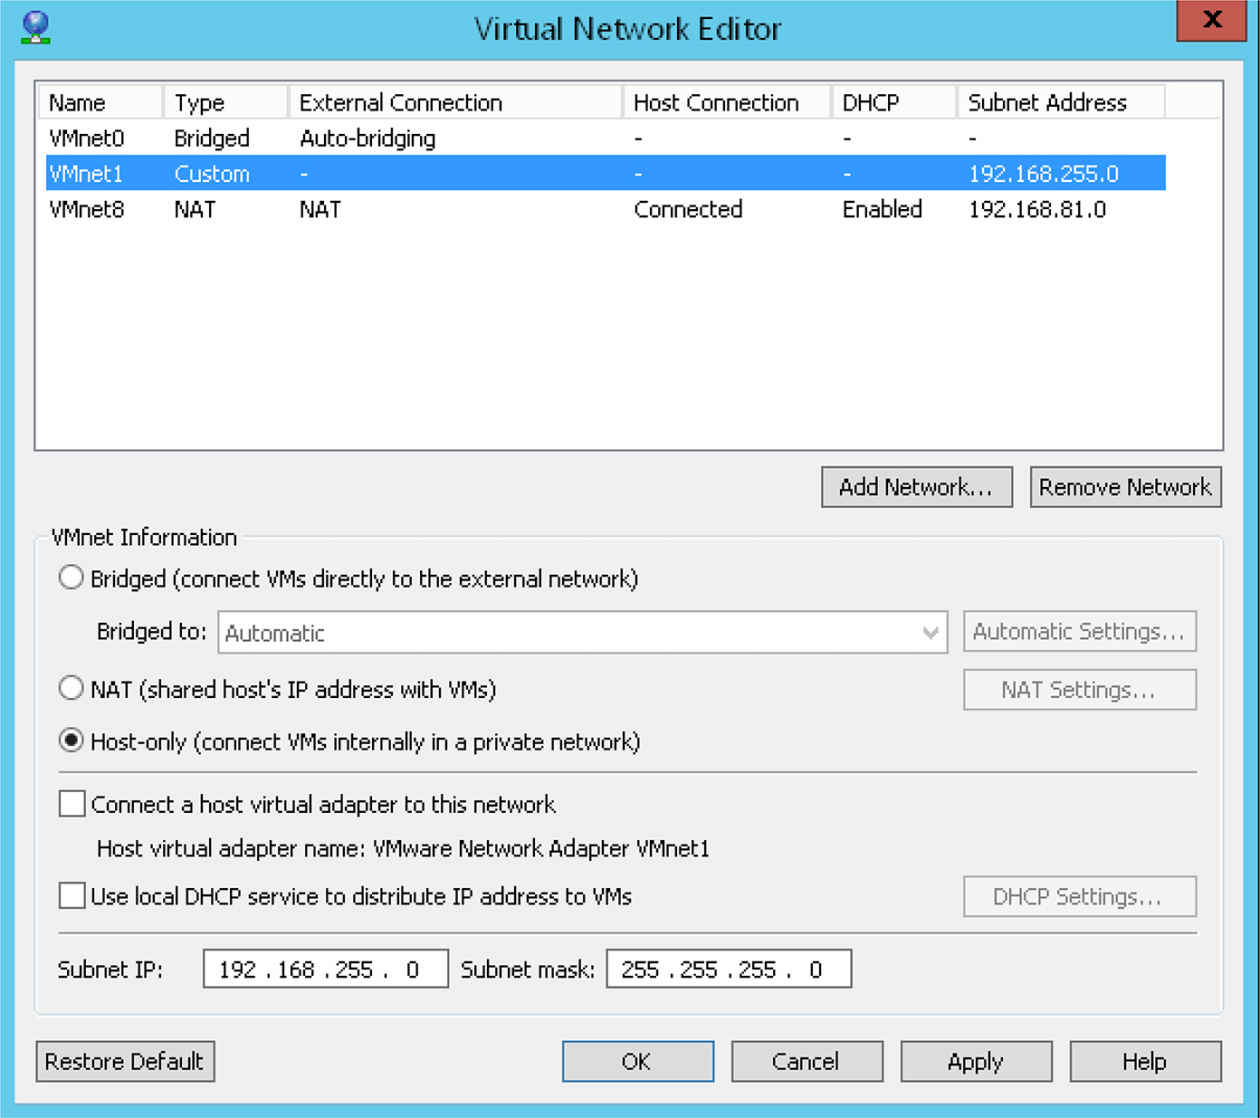 Virtual Network Editor
X
Name Type External Connection Host Connection DHCP Subnet Address
VMnet0 Bridged Auto-bridging - - -
VMnet1 Custom - - - 192.168.255.0
VMnet8 NAT NAT Connected Enabled 192.168.81.0
Add Network... Remove Network
VMnet Information
Bridged (connect VMs directly to the external network)
Bridged to: Automatic Automatic Settings...
NAT (shared host's IP address with VMs) NAT Settings...
Host-only (connect VMs internally in a private network)
Connect a host virtual adapter to this network
Host virtual adapter name: VMware Network Adapter VMnet1
Use local DHCP service to distribute IP address to VMs DHCP Settings...
Subnet IP: 192 . 168 . 255 . 0 Subnet mask: 255 . 255 . 255 . 0
Restore Default OK Cancel Apply Help